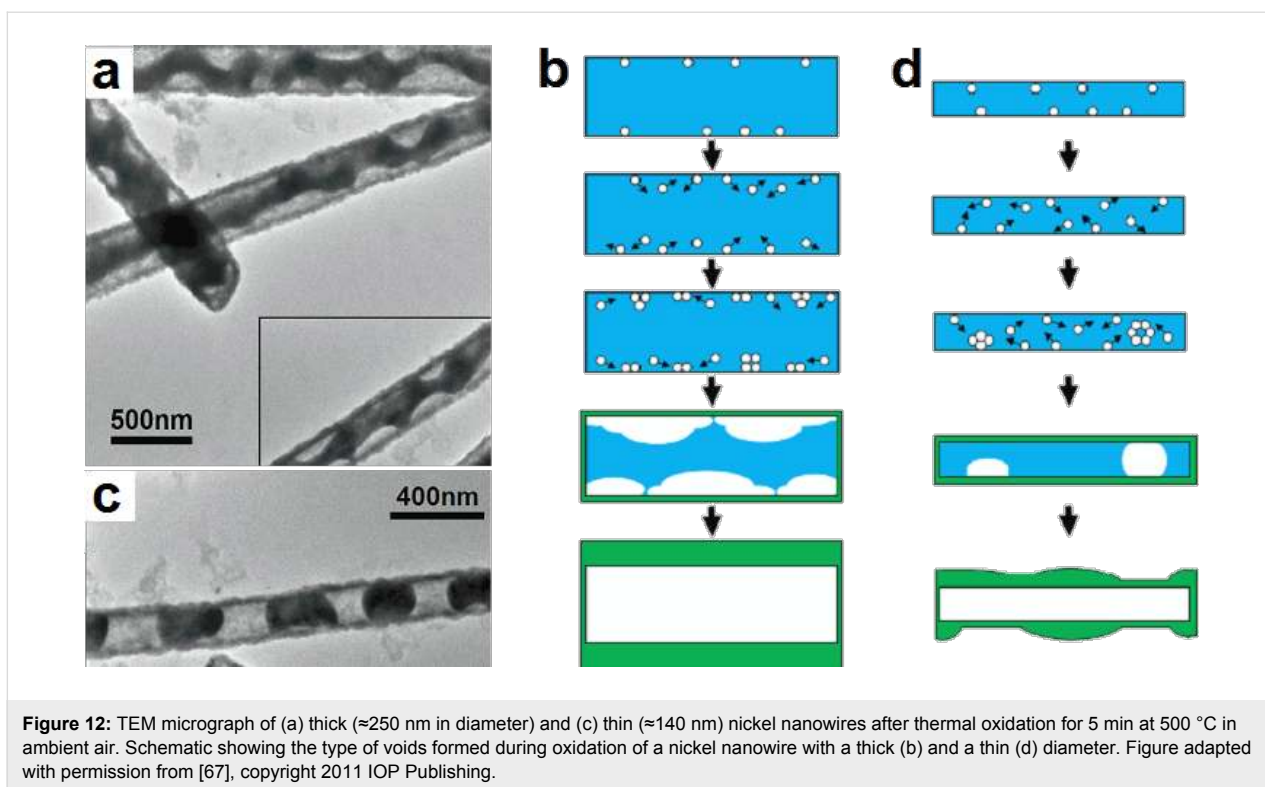 a
b
d
500nm
c
400nm
Figure 12: TEM micrograph of (a) thick (≈250 nm in diameter) and (c) thin (≈140 nm) nickel nanowires after thermal oxidation for 5 min at 500 °C in
ambient air. Schematic showing the type of voids formed during oxidation of a nickel nanowire with a thick (b) and a thin (d) diameter. Figure adapted
with permission from [67], copyright 2011 IOP Publishing.